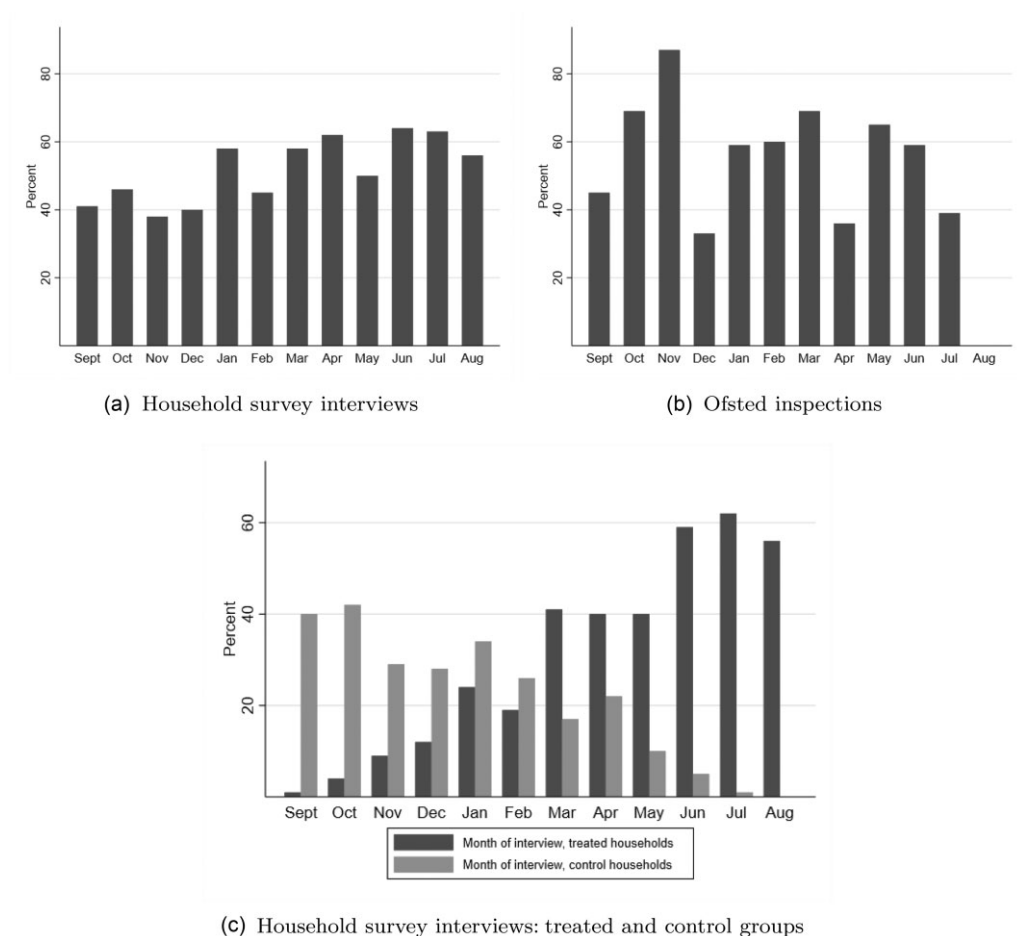 80
60
40
20
Percent
Sept Oct Nov Dec Jan Feb Mar Apr May Jun Jul Aug
(a) Household survey interviews
80
60
40
20
Percent
Sept Oct Nov Dec Jan Feb Mar Apr May Jun Jul Aug
(b) Ofsted inspections
60
40
20
Percent
Sept Oct Nov Dec Jan Feb Mar Apr May Jun Jul Aug
Month of interview, treated households
Month of interview, control households
(c) Household survey interviews: treated and control groups